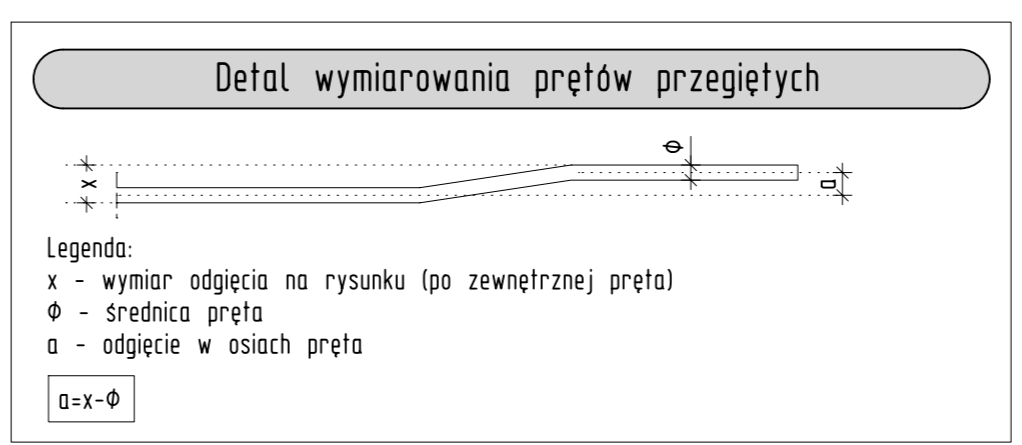 Detal wymiarowania prętów przegiętych
x
Φ
a
Legenda:
x - wymiar odgięcia na rysunku (po zewnętrznej pręta)
Φ - średnica pręta
a - odgięcie w osiach pręta
a=x-Φ